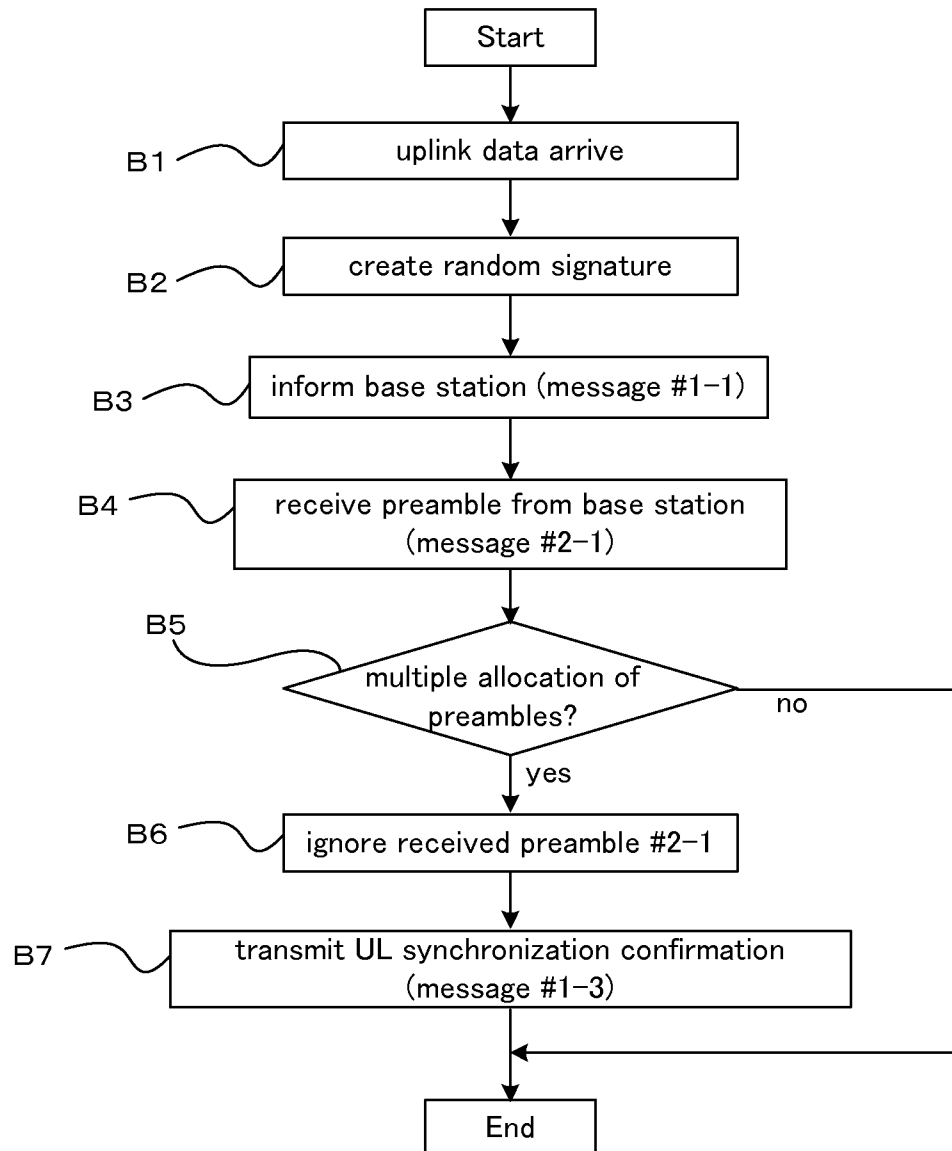 Start
B1
uplink data arrive
B2
create random signature
B3
inform base station (message #1-1)
B4
receive preamble from base station
(message #2-1)
B5
multiple allocation of
preambles?
no
yes
B6
ignore received preamble #2-1
B7
transmit UL synchronization confirmation
(message #1-3)
End